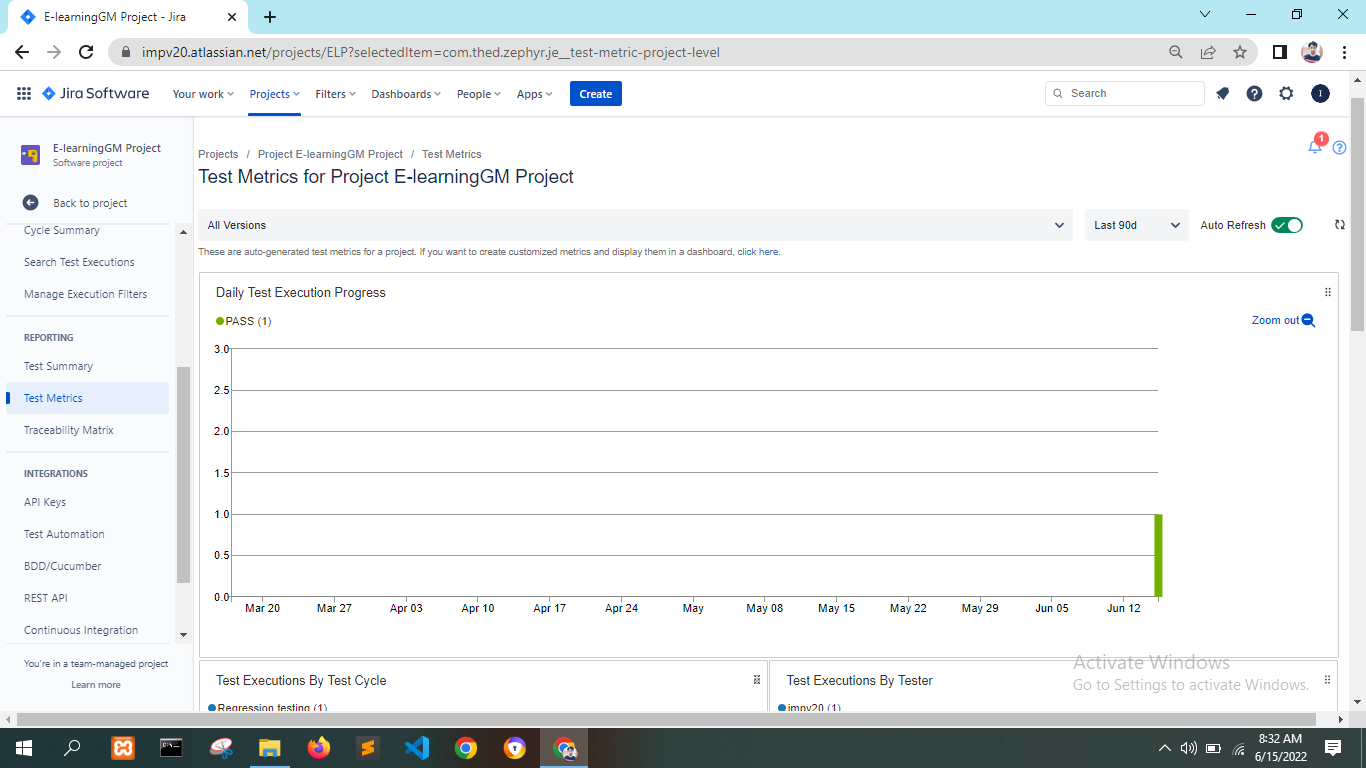 E-learningGM Project - Jira
impv20.atlassian.net/projects/ELP?selectedItem=com.thed.zephyr.je__test-metric-project-level
Jira Software
Your work
Projects
Filters
Dashboards
People
Apps
Create
Search
I
E-learningGM Project
Software project
Back to project
Cycle Summary
Search Test Executions
Manage Execution Filters
REPORTING
Test Summary
Test Metrics
Traceability Matrix
INTEGRATIONS
API Keys
Test Automation
BDD/Cucumber
REST API
Continuous Integration
You're in a team-managed project
Learn more
Projects / Project E-learningGM Project / Test Metrics
1
Test Metrics for Project E-learningGM Project
All Versions
Last 90d
Auto Refresh
These are auto-generated test metrics for a project. If you want to create customized metrics and display them in a dashboard, click here.
Daily Test Execution Progress
PASS (1)
Zoom out
3.0
2.5
2.0
1.5
1.0
0.5
0.0
Mar 20 Mar 27 Apr 03 Apr 10 Apr 17 Apr 24 May May 08 May 15 May 22 May 29 Jun 05 Jun 12
Test Executions By Test Cycle
Regression testing (1)
Test Executions By Tester
impv20 (1)
Activate Windows
Go to Settings to activate Windows.
8:32 AM
6/15/2022